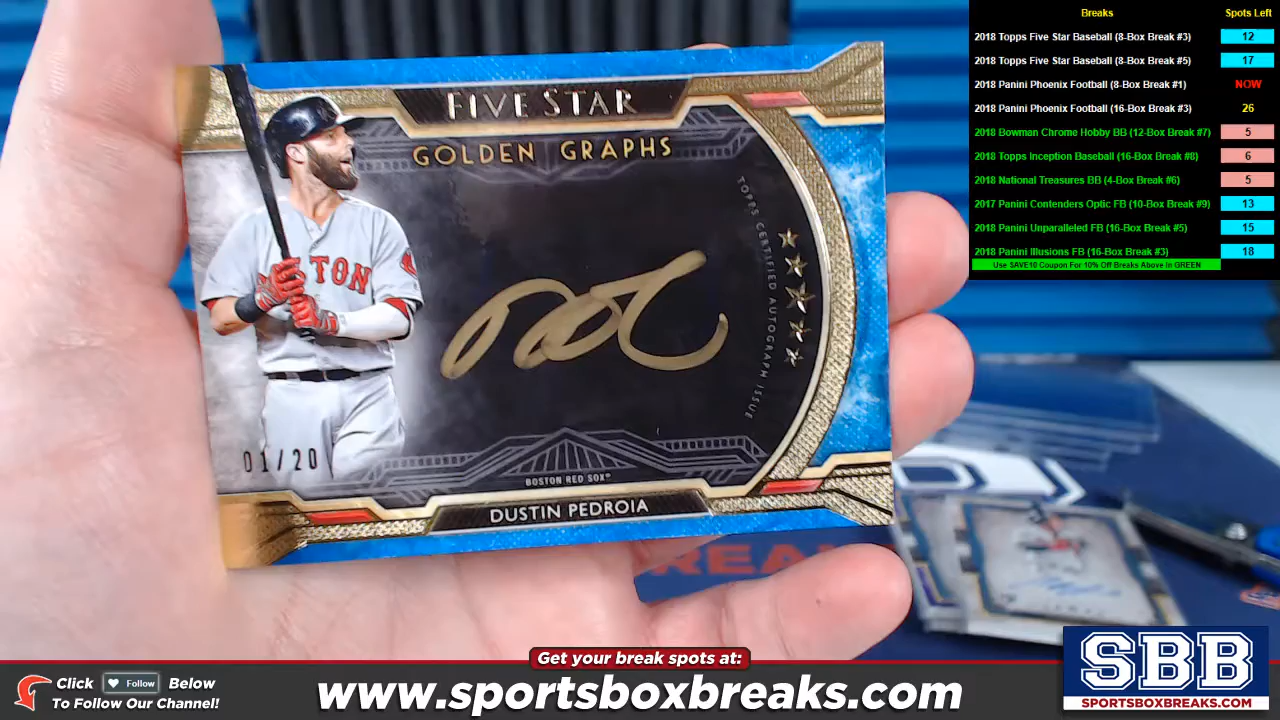 FIVE STAR
GOLDEN GRAPHS
TOPPS CERTIFIED AUTOGRAPH ISSUE
TON
01/20
BOSTON RED SOX
DUSTIN PEDROIA
REA
Breaks Spots Left
2018 Topps Five Star Baseball (8-Box Break #3) 12
2018 Topps Five Star Baseball (8-Box Break #5) 17
2018 Panini Phoenix Football (8-Box Break #1) NOW
2018 Panini Phoenix Football (16-Box Break #3) 26
2018 Bowman Chrome Hobby BB (12-Box Break #7) 5
2018 Topps Inception Baseball (16-Box Break #8) 6
2018 National Treasures BB (4-Box Break #6) 5
2017 Panini Contenders Optic FB (10-Box Break #9) 13
2018 Panini Unparalleled FB (16-Box Break #5) 15
2018 Panini Illusions FB (16-Box Break #3) 18
Use SAVE10 Coupon For 10% Off Breaks Above In GREEN
Get your break spots at:
Click Follow Below
To Follow Our Channel!
www.sportsboxbreaks.com
SBB
SPORTSBOXBREAKS.COM